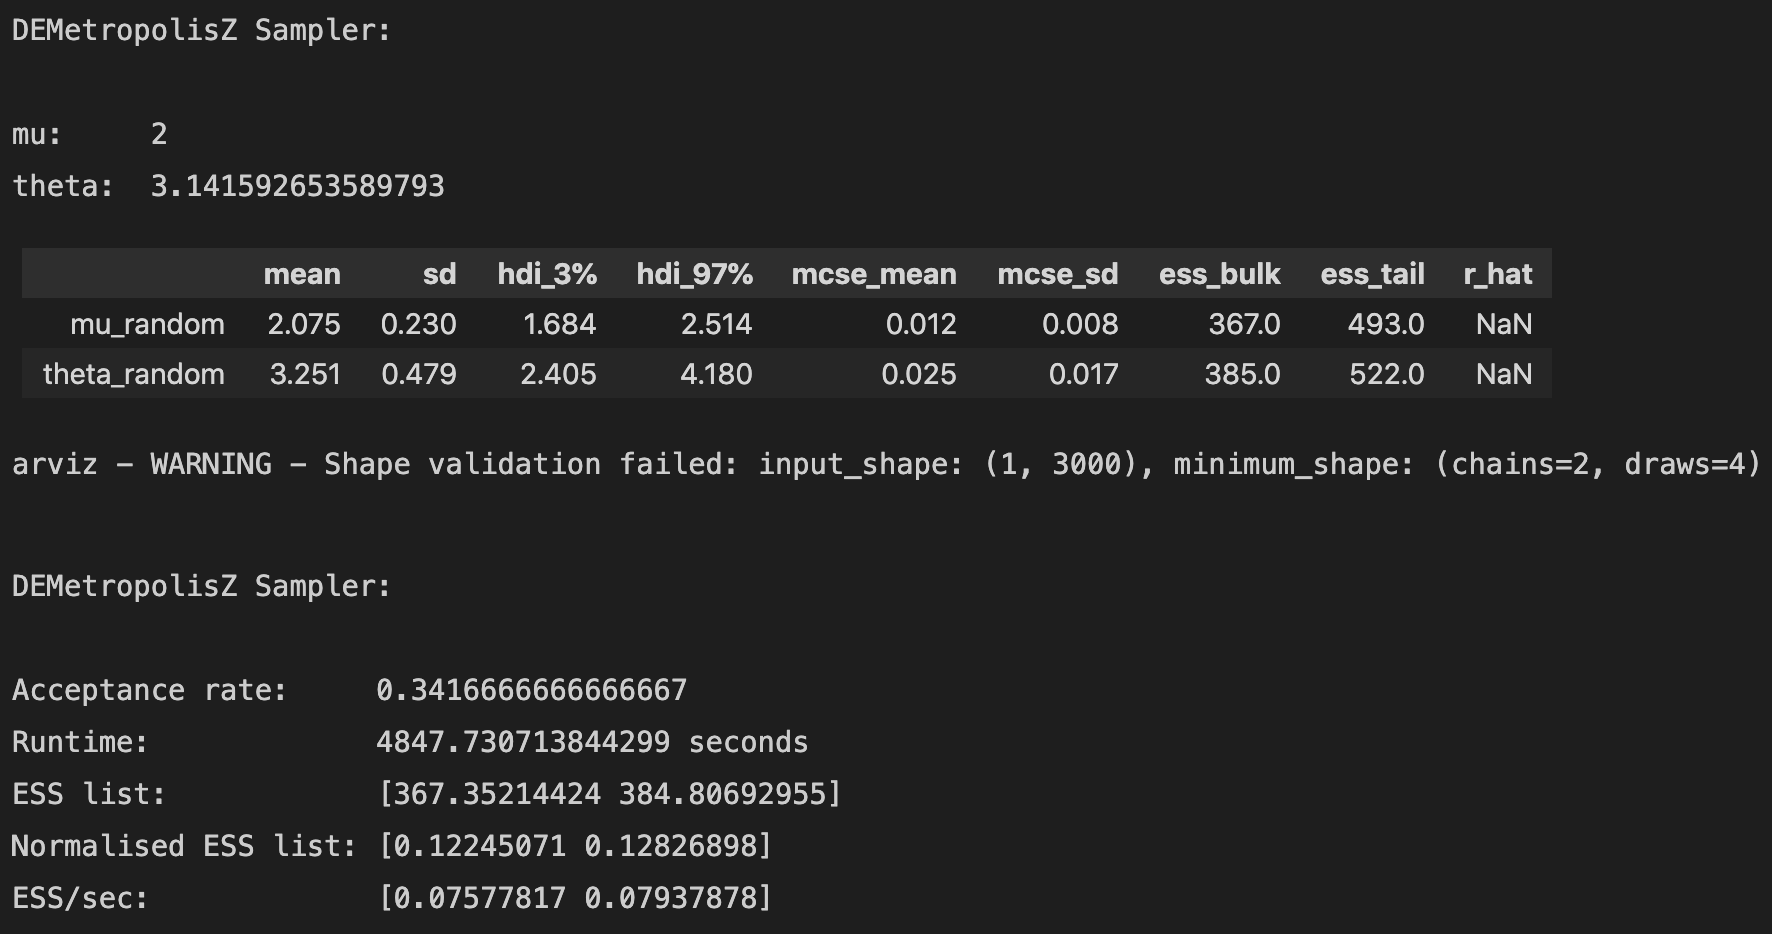 DEMetropolisZ Sampler:
mu: 2
theta: 3.141592653589793
mean sd hdi_3% hdi_97% mcse_mean mcse_sd ess_bulk ess_tail r_hat
mu_random 2.075 0.230 1.684 2.514 0.012 0.008 367.0 493.0 NaN
theta_random 3.251 0.479 2.405 4.180 0.025 0.017 385.0 522.0 NaN
arviz - WARNING - Shape validation failed: input_shape: (1, 3000), minimum_shape: (chains=2, draws=4)
DEMetropolisZ Sampler:
Acceptance rate: 0.3416666666666667
Runtime: 4847.730713844299 seconds
ESS list: [367.35214424 384.80692955]
Normalised ESS list: [0.12245071 0.12826898]
ESS/sec: [0.07577817 0.07937878]